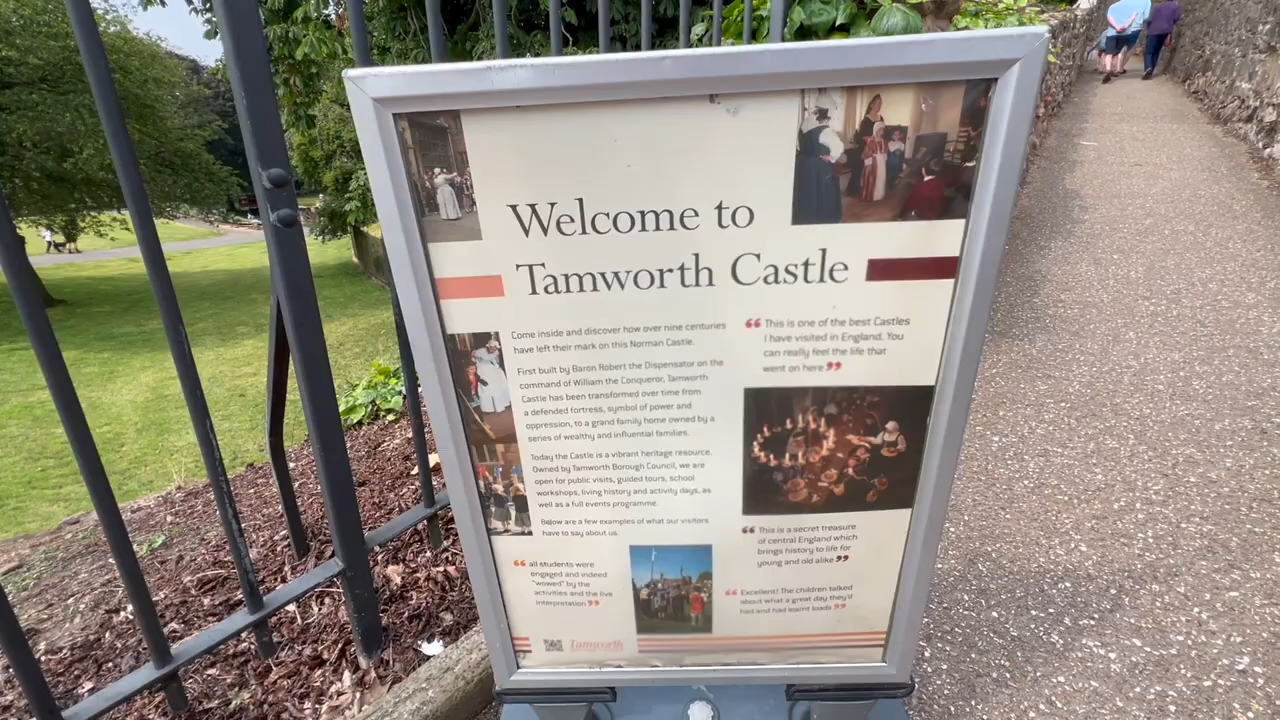 Welcome to
Tamworth Castle
Come inside and discover how over nine centuries
have left their mark on this Norman Castle.
First built by Baron Robert the Dispensator on the
command of William the Conqueror, Tamworth
Castle has been transformed over time from
a defended fortress, symbol of power and
oppression, to a grand family home owned by a
series of wealthy and influential families.
Today the Castle is a vibrant heritage resource.
Owned by Tamworth Borough Council, we are
open for public visits, guided tours, school
workshops, living history and activity days, as
well as a full events programme.
Below are a few examples of what our visitors
have to say about us.
“ all students were
engaged and indeed
"wowed" by the
activities and the live
interpretation ”
“ This is one of the best Castles
I have visited in England. You
can really feel the life that
went on here ”
“ This is a secret treasure
of central England which
brings history to life for
young and old alike ”
“ Excellent! The children talked
about what a great day they'd
had and had learnt loads ”
Tamworth